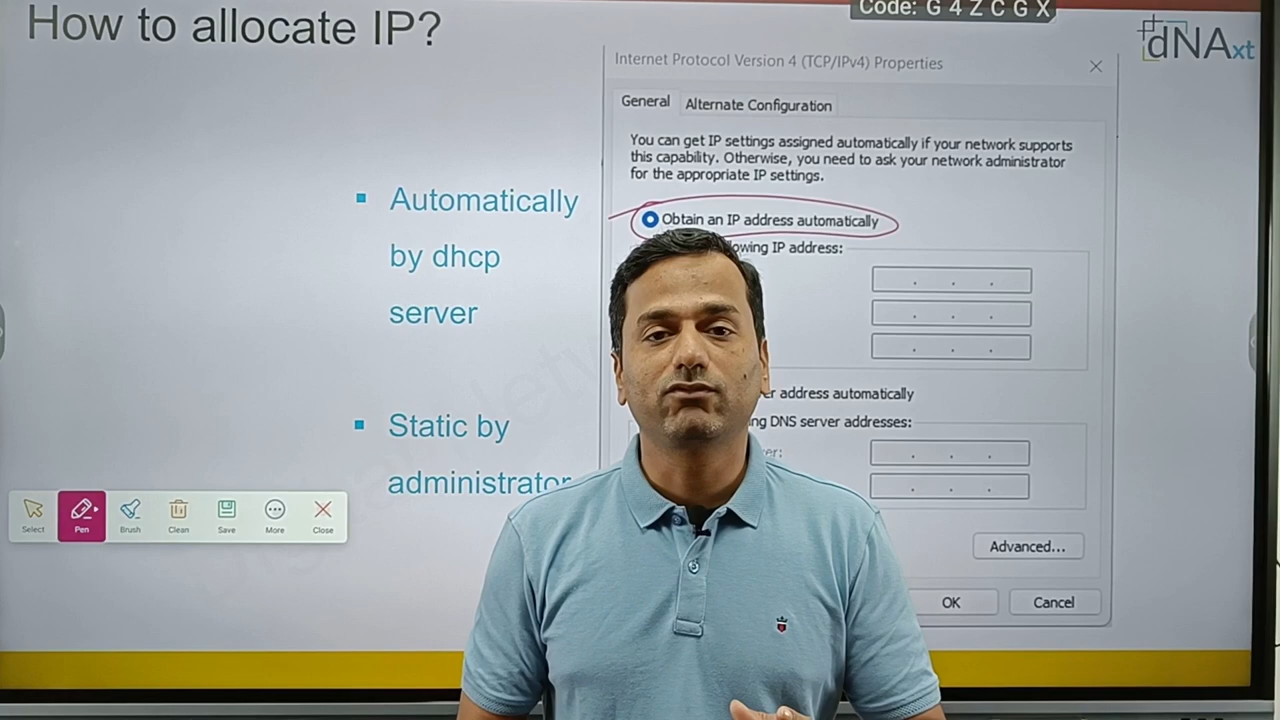 How to allocate IP?
Code: G 4 Z C G X
dNAxt
Internet Protocol Version 4 (TCP/IPv4) Properties
General
Alternate Configuration
You can get IP settings assigned automatically if your network supports
this capability. Otherwise, you need to ask your network administrator
for the appropriate IP settings.
Automatically
by dhcp
server
Obtain an IP address automatically
owing IP address:
er address automatically
ng DNS server addresses:
er:
Static by
administrator
Advanced...
OK
Cancel
Select
Pen
Brush
Clean
Save
More
Close